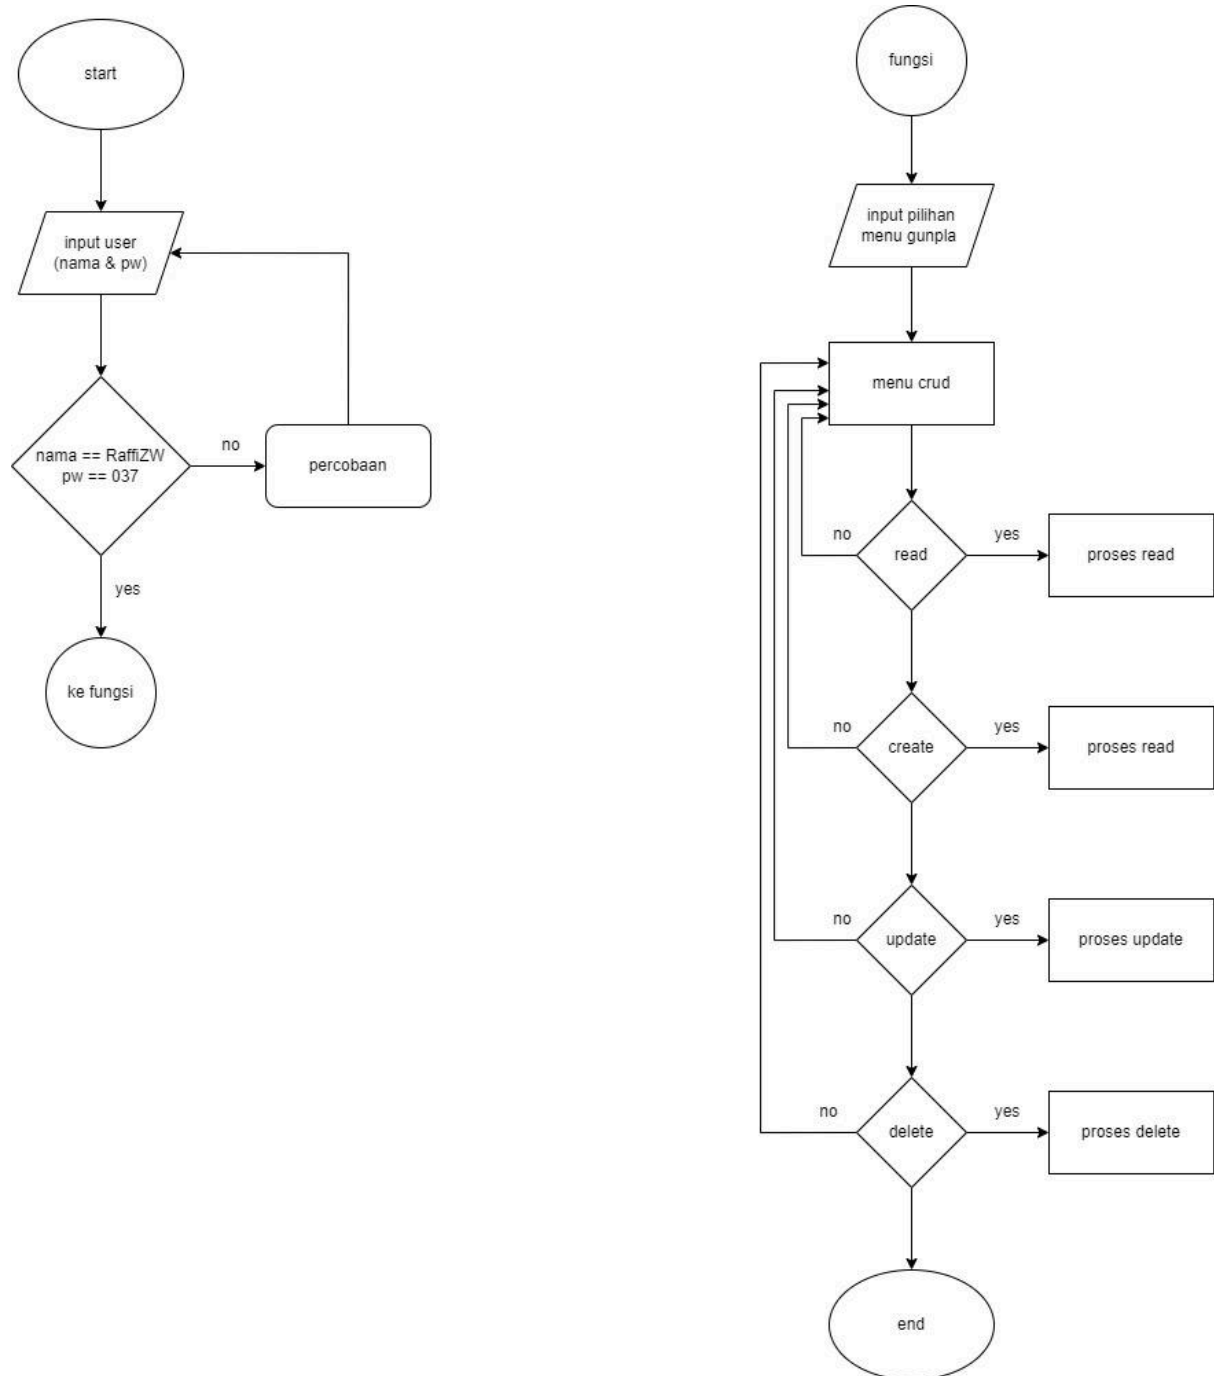 start
input user
(nama & pw)
nama == RaffiZW
pw == 037
no
percobaan
yes
ke fungsi
fungsi
input pilihan
menu gunpla
menu crud
no
read
yes
proses read
no
create
yes
proses read
no
update
yes
proses update
no
delete
yes
proses delete
end